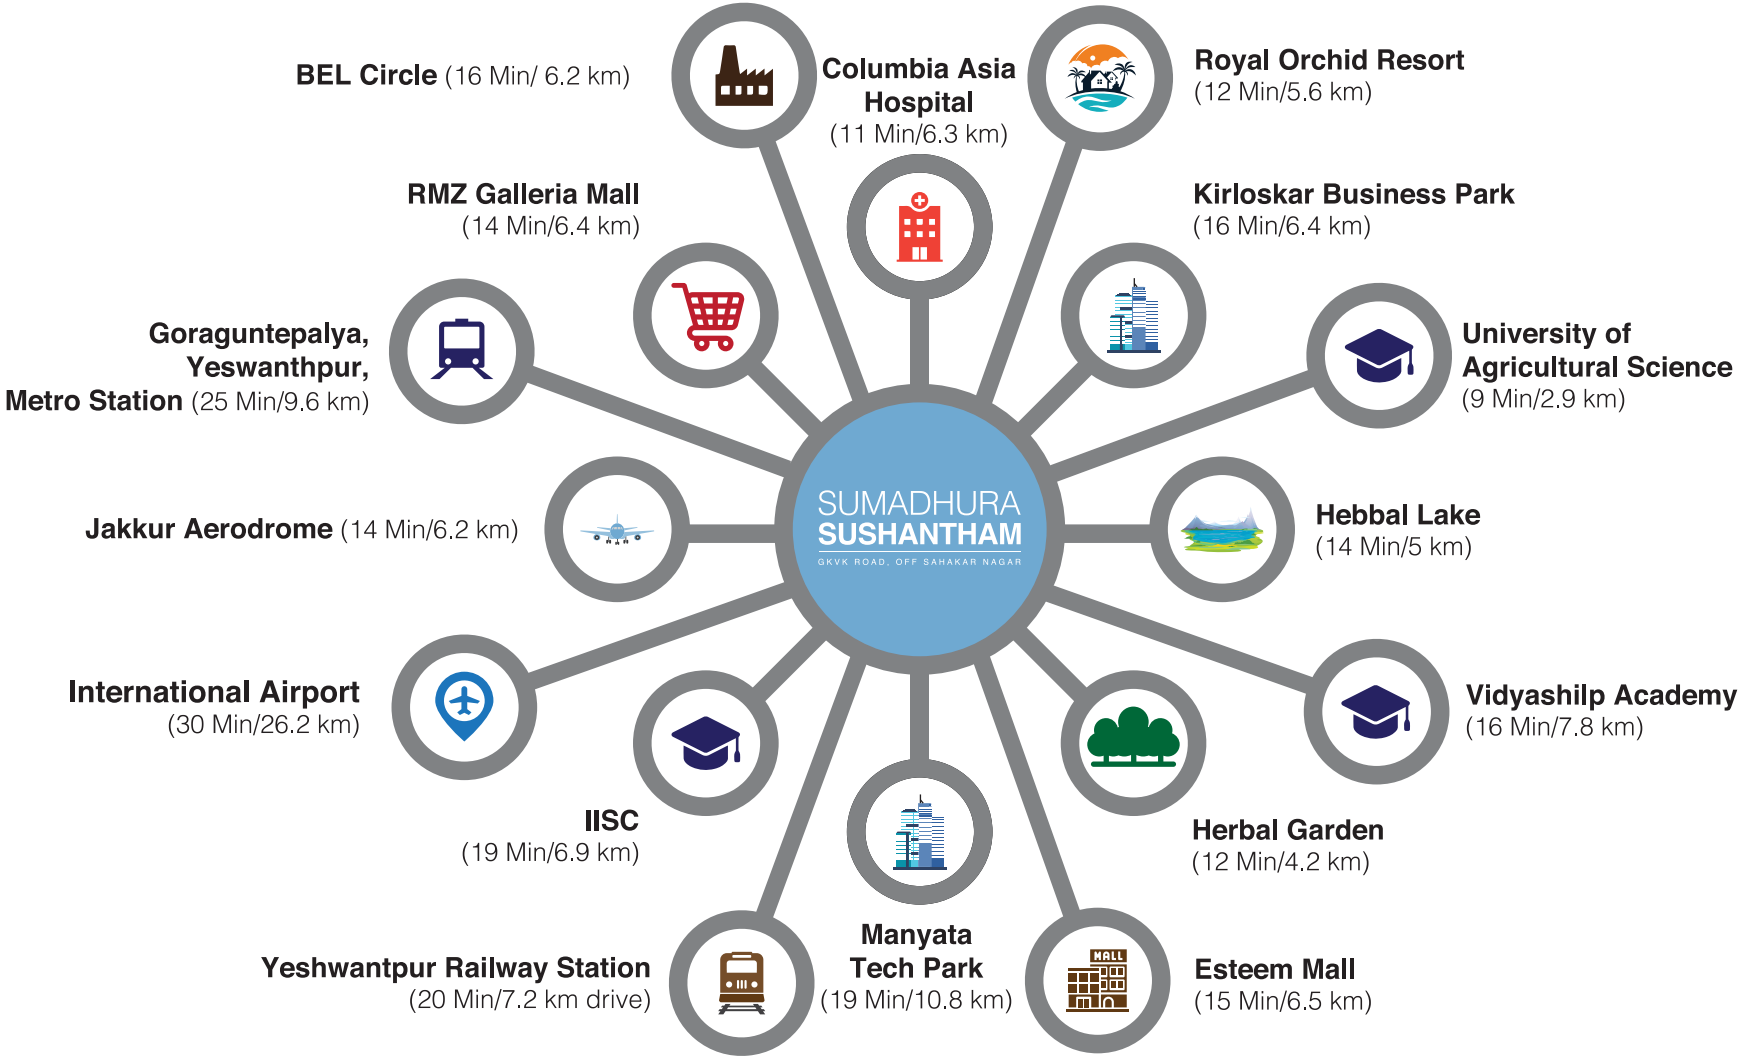 BEL Circle (16 Min/ 6.2 km)
Columbia Asia
Hospital
(11 Min/6.3 km)
Royal Orchid Resort
(12 Min/5.6 km)
RMZ Galleria Mall
(14 Min/6.4 km)
Kirloskar Business Park
(16 Min/6.4 km)
Goraguntepalya,
Yeswanthpur,
Metro Station (25 Min/9.6 km)
University of
Agricultural Science
(9 Min/2.9 km)
Jakkur Aerodrome (14 Min/6.2 km)
SUMADHURA
SUSHANTHAM
GKVK ROAD, OFF SAHAKAR NAGAR
Hebbal Lake
(14 Min/5 km)
International Airport
(30 Min/26.2 km)
Vidyashilp Academy
(16 Min/7.8 km)
IISC
(19 Min/6.9 km)
Herbal Garden
(12 Min/4.2 km)
Yeshwantpur Railway Station
(20 Min/7.2 km drive)
Manyata
Tech Park
(19 Min/10.8 km)
MALL
Esteem Mall
(15 Min/6.5 km)